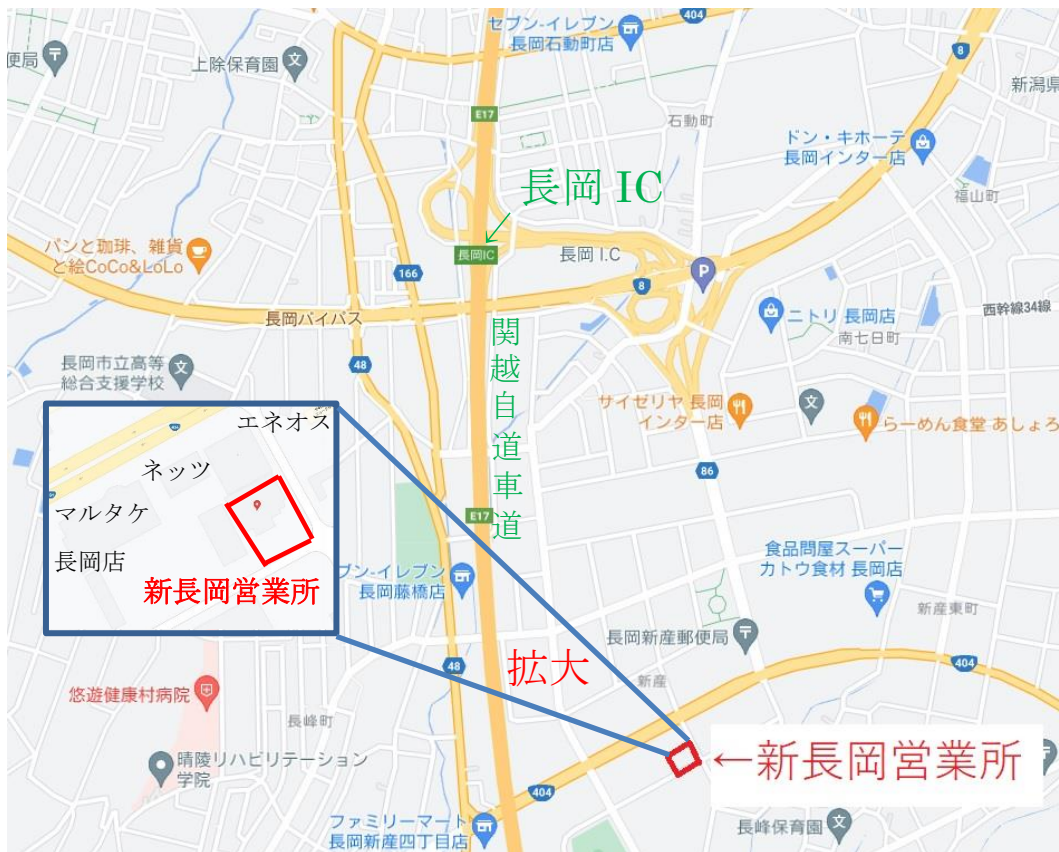 セブン-イレブン
長岡石動町店
404
便局
上除保育園
8
新潟県
E17
石動町
ドン・キホーテ
長岡インター店
長岡 IC
福山町
パンと珈琲、雑貨
と絵CoCo&LoLo
長岡IC
長岡 I.C
166
8
P
長岡バイパス
関越自道車道
ニトリ 長岡店
西幹線34線
南七日町
長岡市立高等
総合支援学校
48
サイゼリヤ 長岡
インター店
らーめん食堂 あしょろ
エネオス
ネッツ
マルタケ
長岡店
新長岡営業所
86
E17
食品問屋スーパー
カトウ食材 長岡店
ブン-イレブン
長岡藤橋店
新産東町
長岡新産郵便局
拡大
48
新産
404
悠遊健康村病院
長峰町
←新長岡営業所
晴陵リハビリテーション
学院
404
ファミリーマート
長岡新産四丁目店
長峰保育園